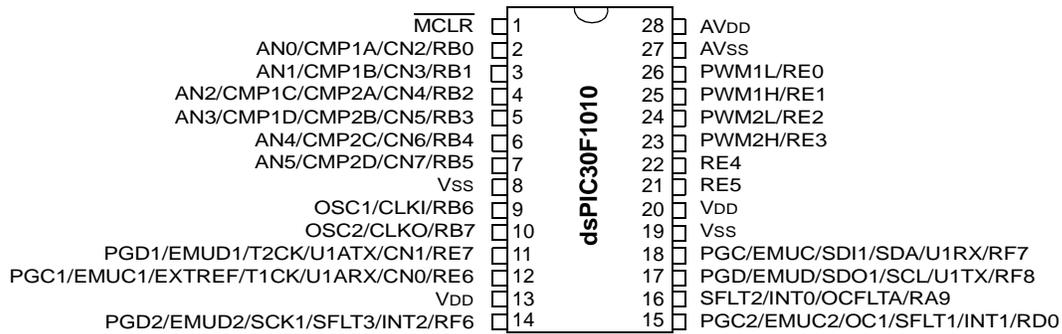 MCLR 1 28 AVDD
AN0/CMP1A/CN2/RB0 2 27 AVSS
AN1/CMP1B/CN3/RB1 3 26 PWM1L/RE0
AN2/CMP1C/CMP2A/CN4/RB2 4 25 PWM1H/RE1
AN3/CMP1D/CMP2B/CN5/RB3 5 24 PWM2L/RE2
AN4/CMP2C/CN6/RB4 6 23 PWM2H/RE3
AN5/CMP2D/CN7/RB5 7 22 RE4
VSS 8 21 RE5
OSC1/CLKI/RB6 9 20 VDD
OSC2/CLKO/RB7 10 19 VSS
PGD1/EMUD1/T2CK/U1ATX/CN1/RE7 11 18 PGC/EMUC/SDI1/SDA/U1RX/RF7
PGC1/EMUC1/EXTREF/T1CK/U1ARX/CN0/RE6 12 17 PGD/EMUD/SDO1/SCL/U1TX/RF8
VDD 13 16 SFLT2/INT0/OCFLTA/RA9
PGD2/EMUD2/SCK1/SFLT3/INT2/RF6 14 15 PGC2/EMUC2/OC1/SFLT1/INT1/RD0
dsPIC30F1010